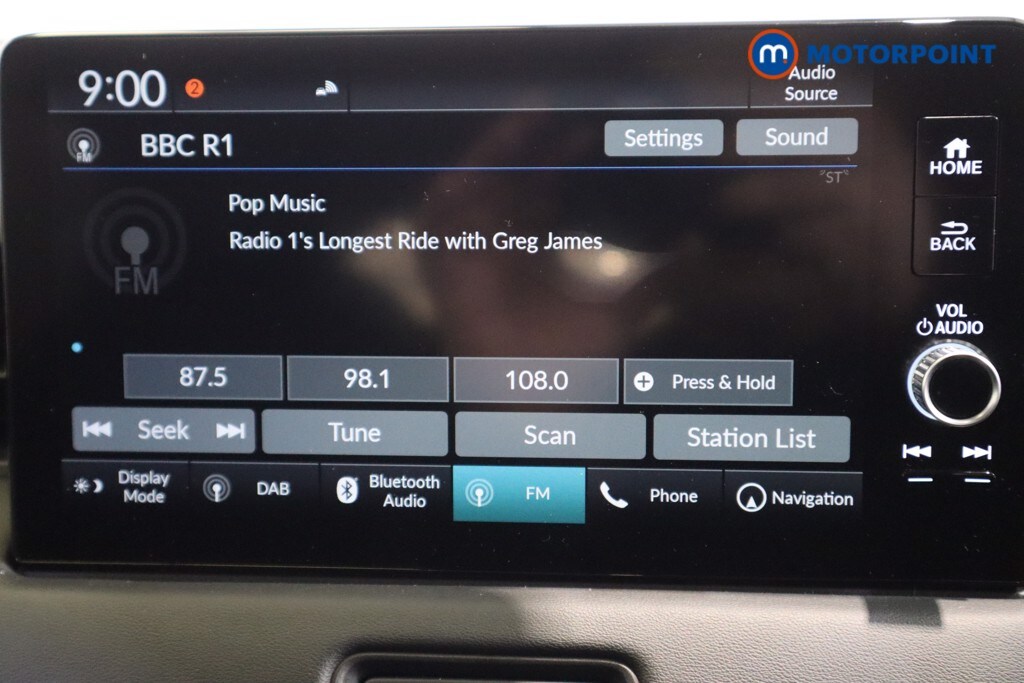 m MOTORPOINT
9:00 2
Audio
Source
FM BBC R1 Settings Sound
"ST"
HOME
Pop Music
Radio 1's Longest Ride with Greg James
FM
BACK
VOL
AUDIO
87.5 98.1 108.0 Press & Hold
Seek Tune Scan Station List
Display
Mode
DAB
Bluetooth
Audio
FM
Phone
Navigation